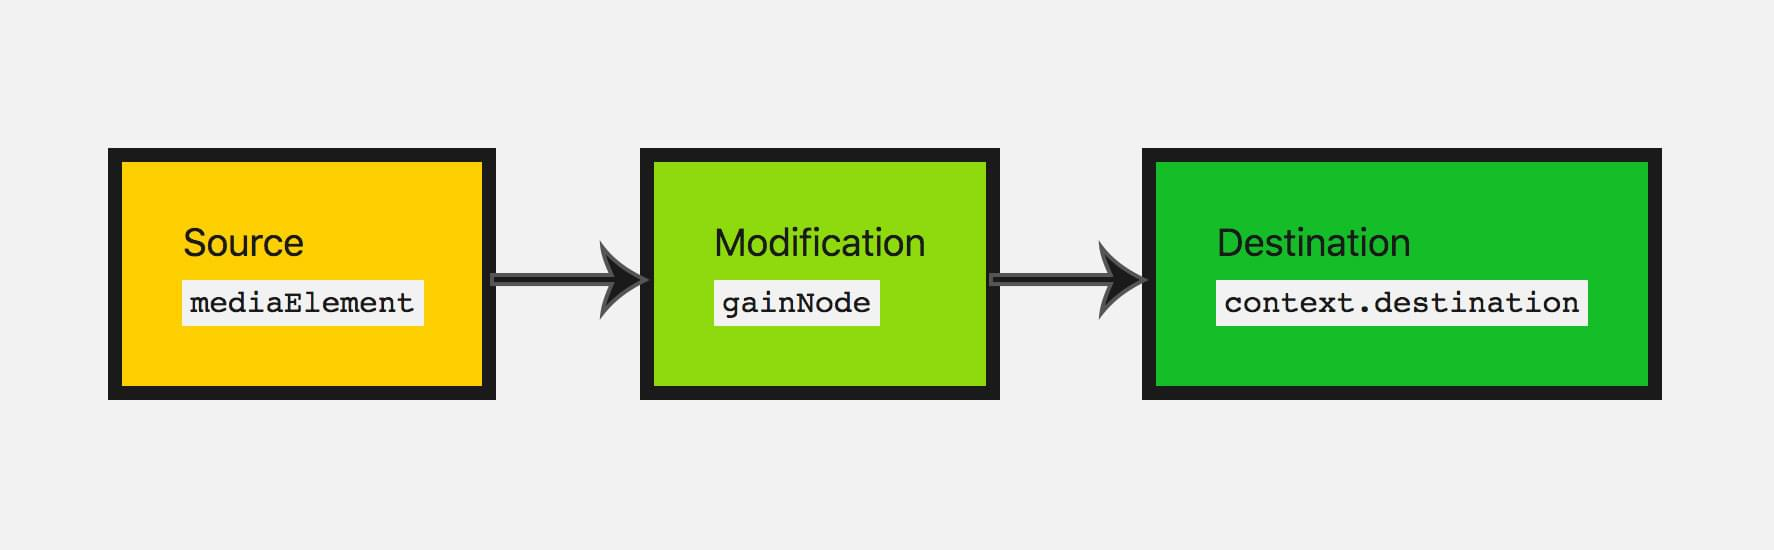 Source
mediaElement
Modification
gainNode
Destination
context.destination